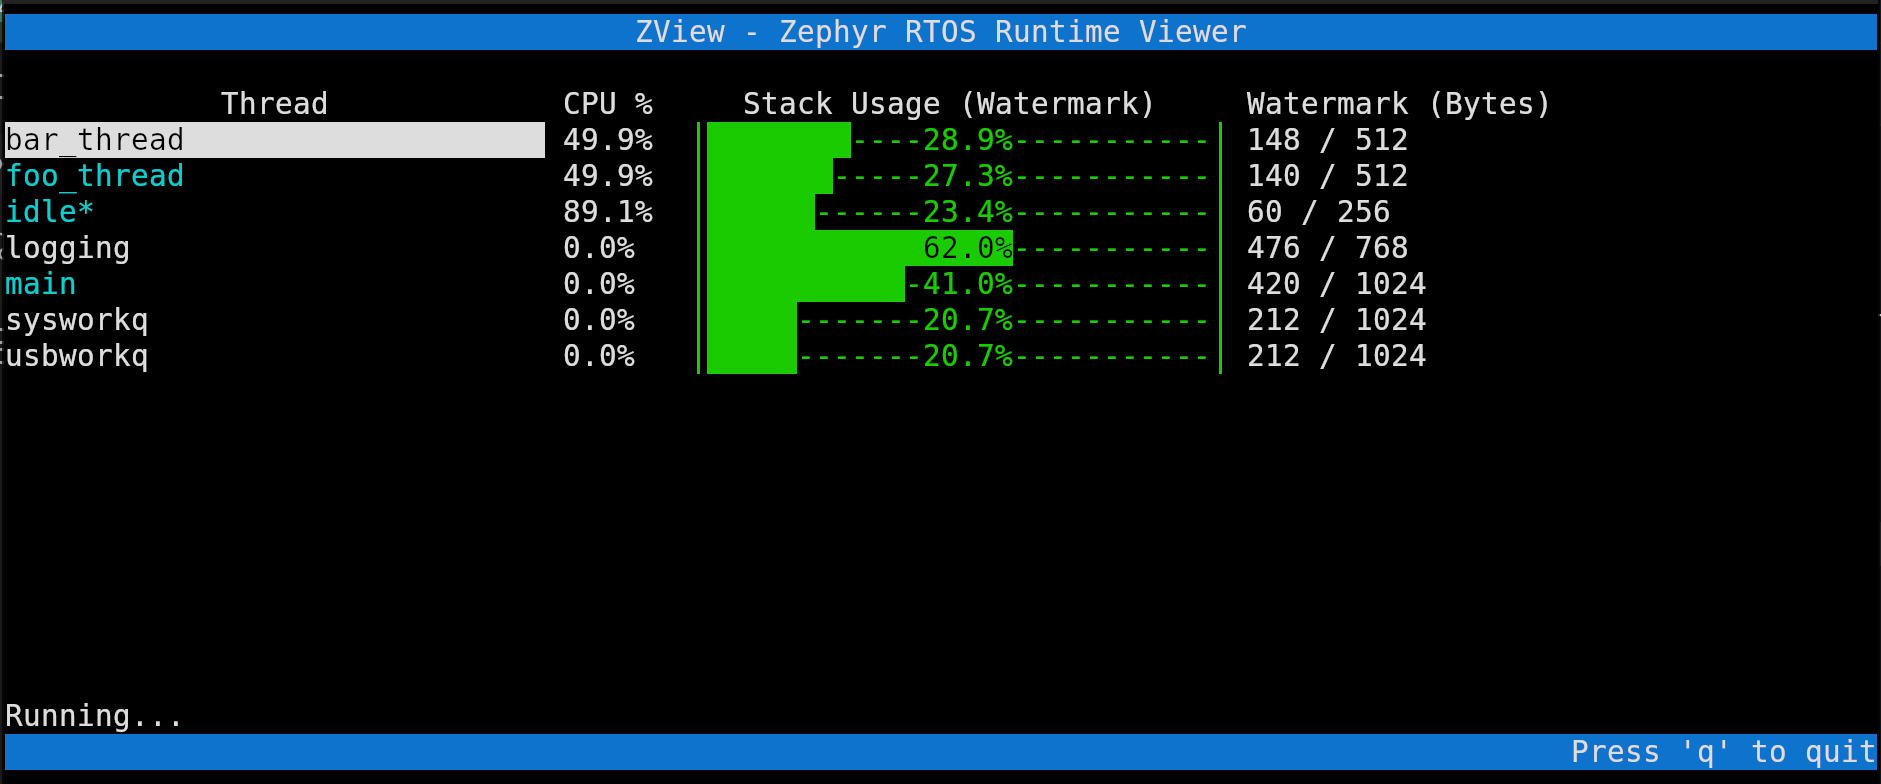 ZView - Zephyr RTOS Runtime Viewer
Thread CPU % Stack Usage (Watermark) Watermark (Bytes)
bar_thread 49.9% ----28.9%----------- 148 / 512
foo_thread 49.9% -----27.3%----------- 140 / 512
idle* 89.1% ------23.4%----------- 60 / 256
logging 0.0% 62.0%----------- 476 / 768
main 0.0% -41.0%----------- 420 / 1024
sysworkq 0.0% -------20.7%----------- 212 / 1024
usbworkq 0.0% -------20.7%----------- 212 / 1024
Running...
Press 'q' to quit